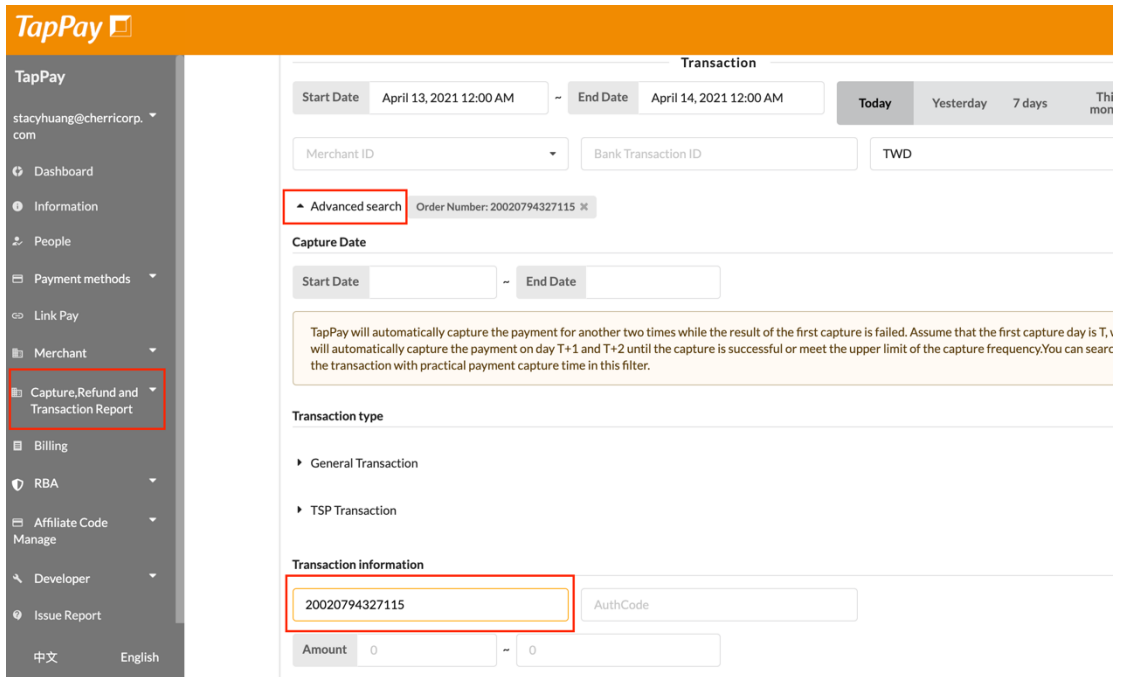 TapPay
TapPay
stacyhuang@cherricorp.
com
Dashboard
Information
People
Payment methods
Link Pay
Merchant
Capture,Refund and
Transaction Report
Billing
RBA
Affiliate Code
Manage
Developer
Issue Report
中文 English
Transaction
Start Date April 13, 2021 12:00 AM ~ End Date April 14, 2021 12:00 AM
Today Yesterday 7 days
Merchant ID Bank Transaction ID TWD
Advanced search Order Number: 20020794327115 ×
Capture Date
Start Date ~ End Date
TapPay will automatically capture the payment for another two times while the result of the first capture is failed. Assume that the first capture day is T,
will automatically capture the payment on day T+1 and T+2 until the capture is successful or meet the upper limit of the capture frequency.You can
the transaction with practical payment capture time in this filter.
Transaction type
General Transaction
TSP Transaction
Transaction information
20020794327115 AuthCode
Amount 0 ~ 0